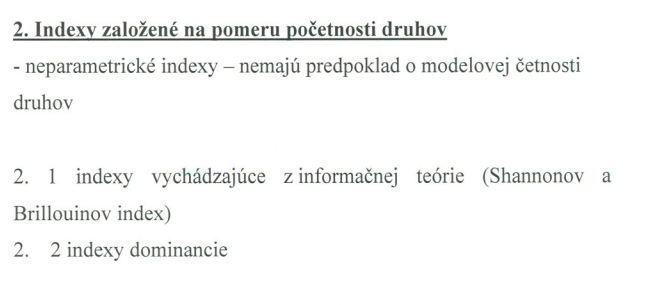 2. Indexy založené na pomeru početnosti druhov
- neparametrické indexy – nemajú predpoklad o modelovej četnosti
druhov
2. 1 indexy vychádzajúce z informačnej teórie (Shannonov a
Brillouinov index)
2. 2 indexy dominancie